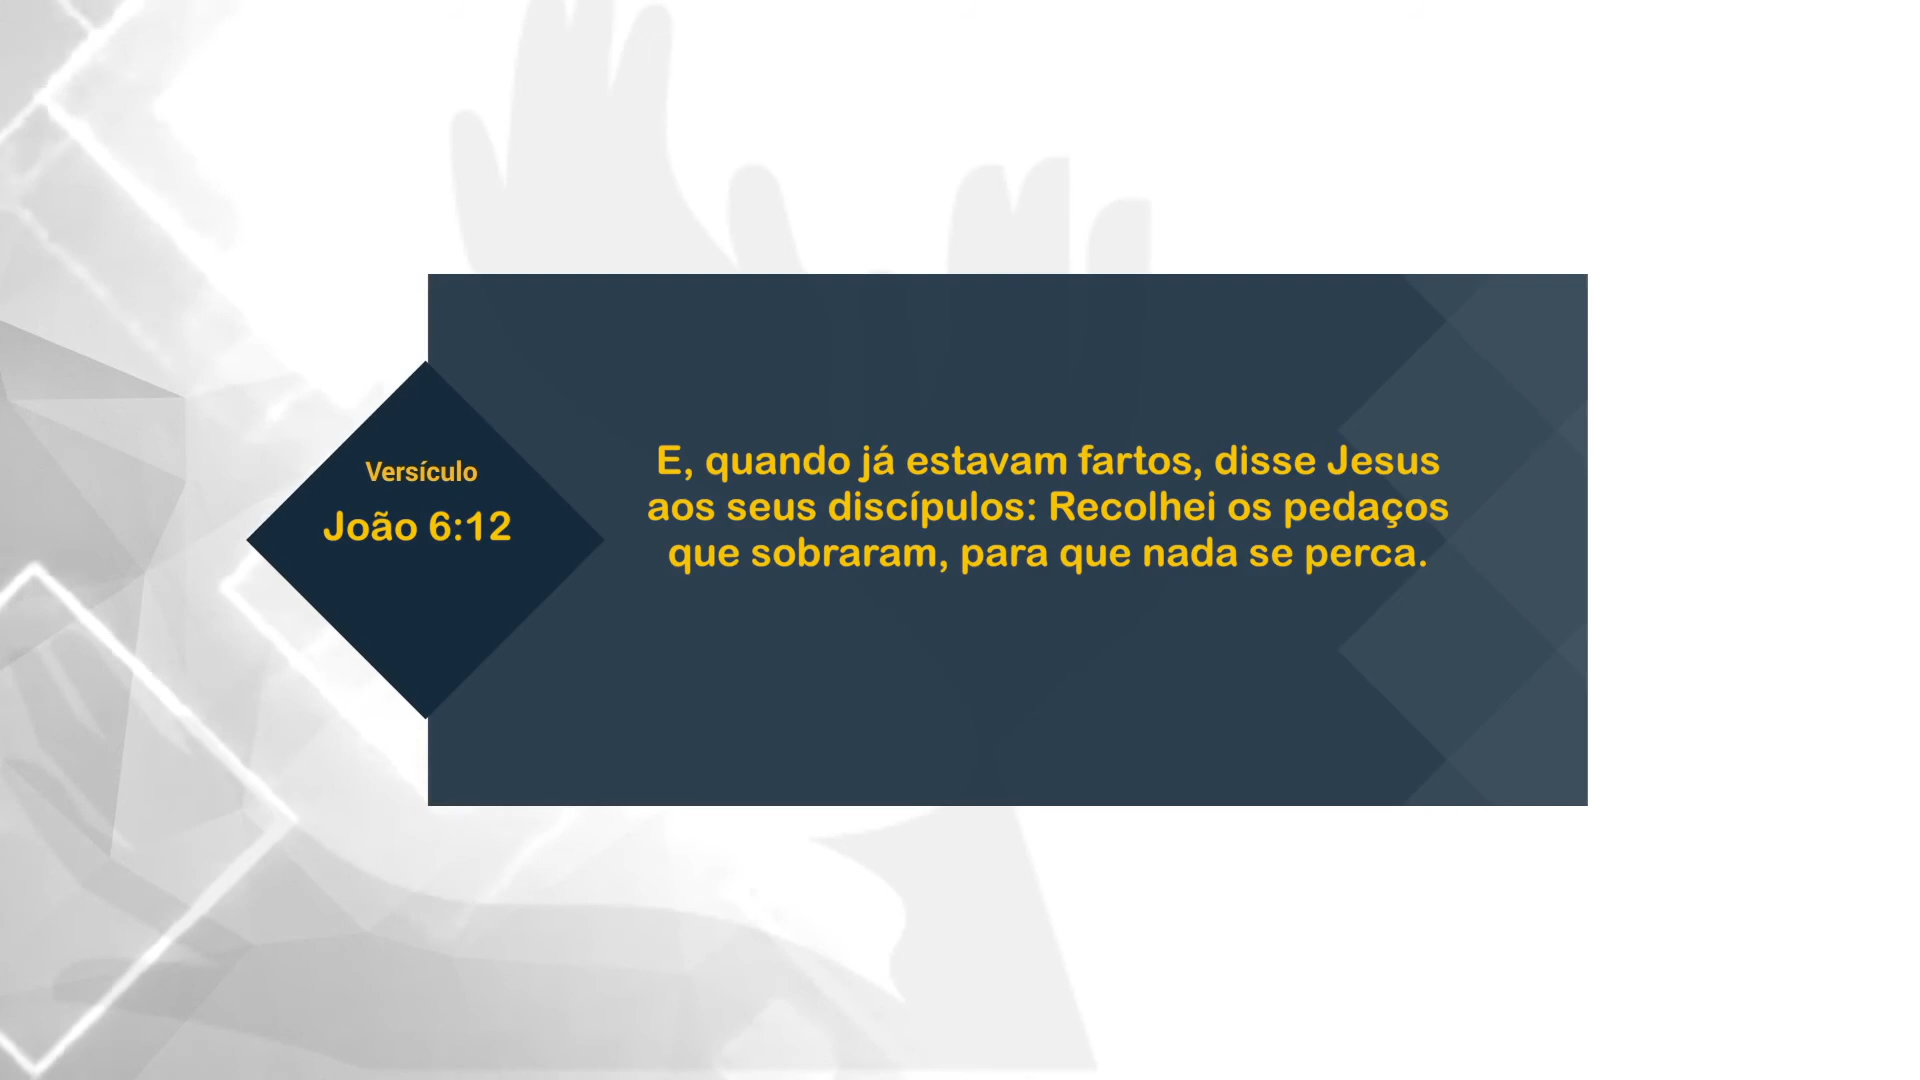 Versículo
João 6:12
E, quando já estavam fartos, disse Jesus
aos seus discípulos: Recolhei os pedaços
que sobraram, para que nada se perca.